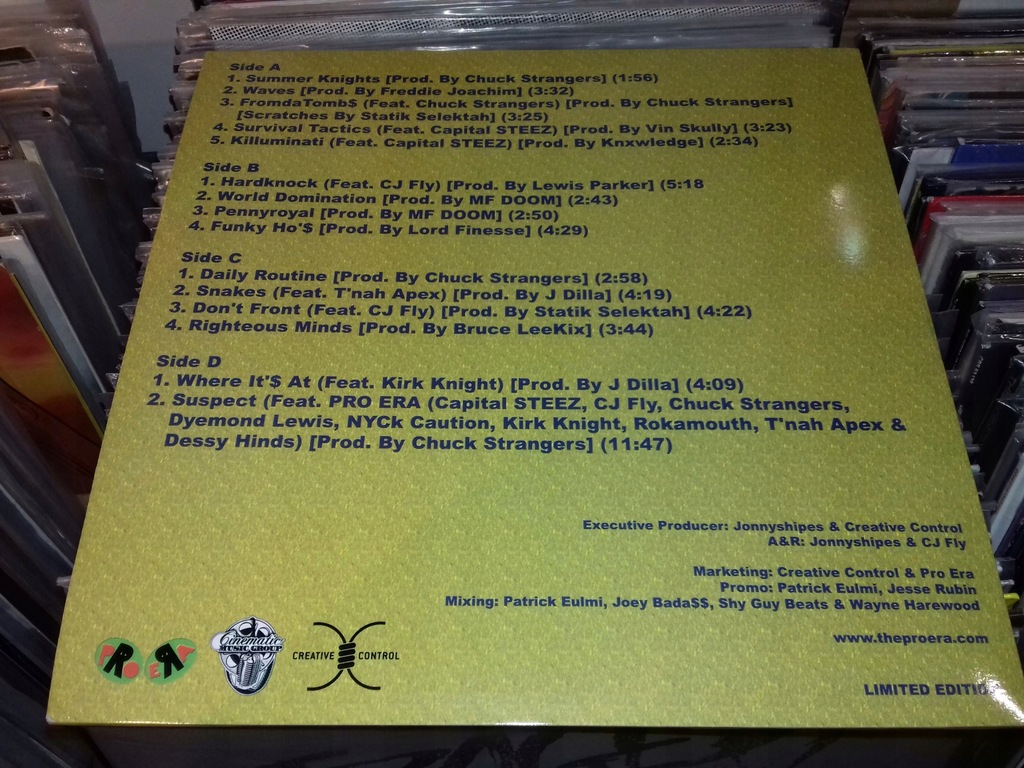 Side A
1. Summer Knights [Prod. By Chuck Strangers] (1:56)
2. Waves [Prod. By Freddie Joachim] (3:32)
3. FromdaTomb$ (Feat. Chuck Strangers) [Prod. By Chuck Strangers]
[Scratches By Statik Selektah] (3:25)
4. Survival Tactics (Feat. Capital STEEZ) [Prod. By Vin Skully] (3:23)
5. Killuminati (Feat. Capital STEEZ) [Prod. By Knxwledge] (2:34)
Side B
1. Hardknock (Feat. CJ Fly) [Prod. By Lewis Parker] (5:18
2. World Domination [Prod. By MF DOOM] (2:43)
3. Pennyroyal [Prod. By MF DOOM] (2:50)
4. Funky Ho'$ [Prod. By Lord Finesse] (4:29)
Side C
1. Daily Routine [Prod. By Chuck Strangers] (2:58)
2. Snakes (Feat. T'nah Apex) [Prod. By J Dilla] (4:19)
3. Don't Front (Feat. CJ Fly) [Prod. By Statik Selektah] (4:22)
4. Righteous Minds [Prod. By Bruce LeeKix] (3:44)
Side D
1. Where It'$ At (Feat. Kirk Knight) [Prod. By J Dilla] (4:09)
2. Suspect (Feat. PRO ERA (Capital STEEZ, CJ Fly, Chuck Strangers,
Dyemond Lewis, NYCk Caution, Kirk Knight, Rokamouth, T'nah Apex &
Dessy Hinds) [Prod. By Chuck Strangers] (11:47)
Executive Producer: Jonnyshipes & Creative Control
A&R: Jonnyshipes & CJ Fly
Marketing: Creative Control & Pro Era
Promo: Patrick Eulmi, Jesse Rubin
Mixing: Patrick Eulmi, Joey Bada$$, Shy Guy Beats & Wayne Harewood
www.theproera.com
PRO ERA
Cinematic
MUSIC GROUP
CREATIVE CONTROL
LIMITED EDITIO